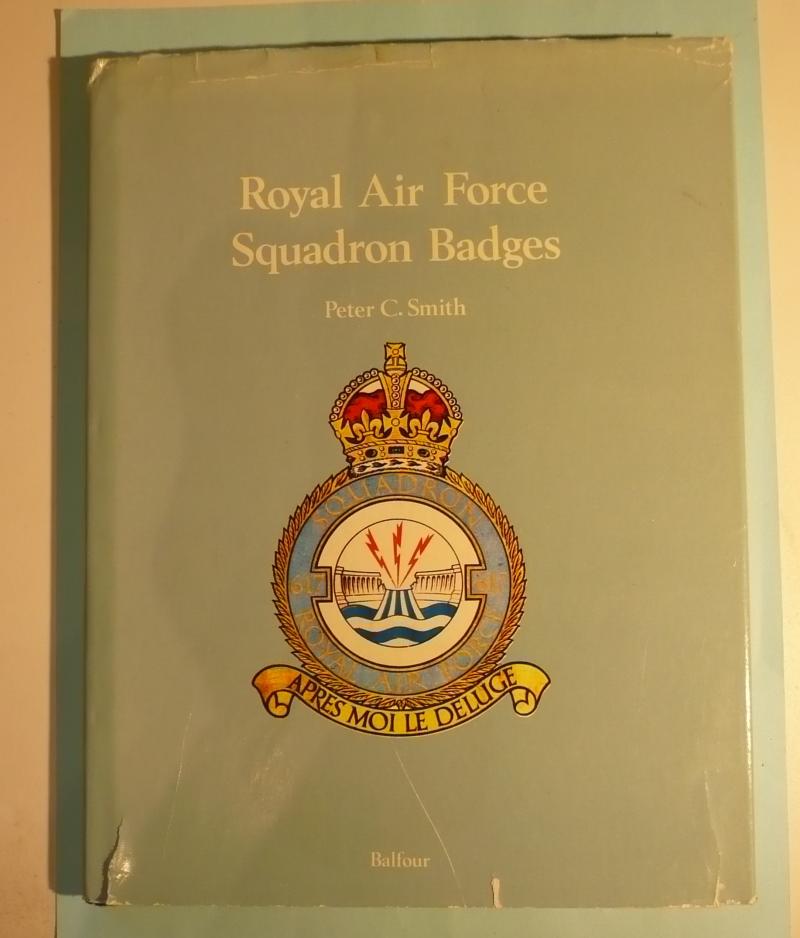 Royal Air Force
Squadron Badges
Peter C. Smith
SQUADRON
617 617
ROYAL AIR FORCE
APRES MOI LE DELUGE
Balfour